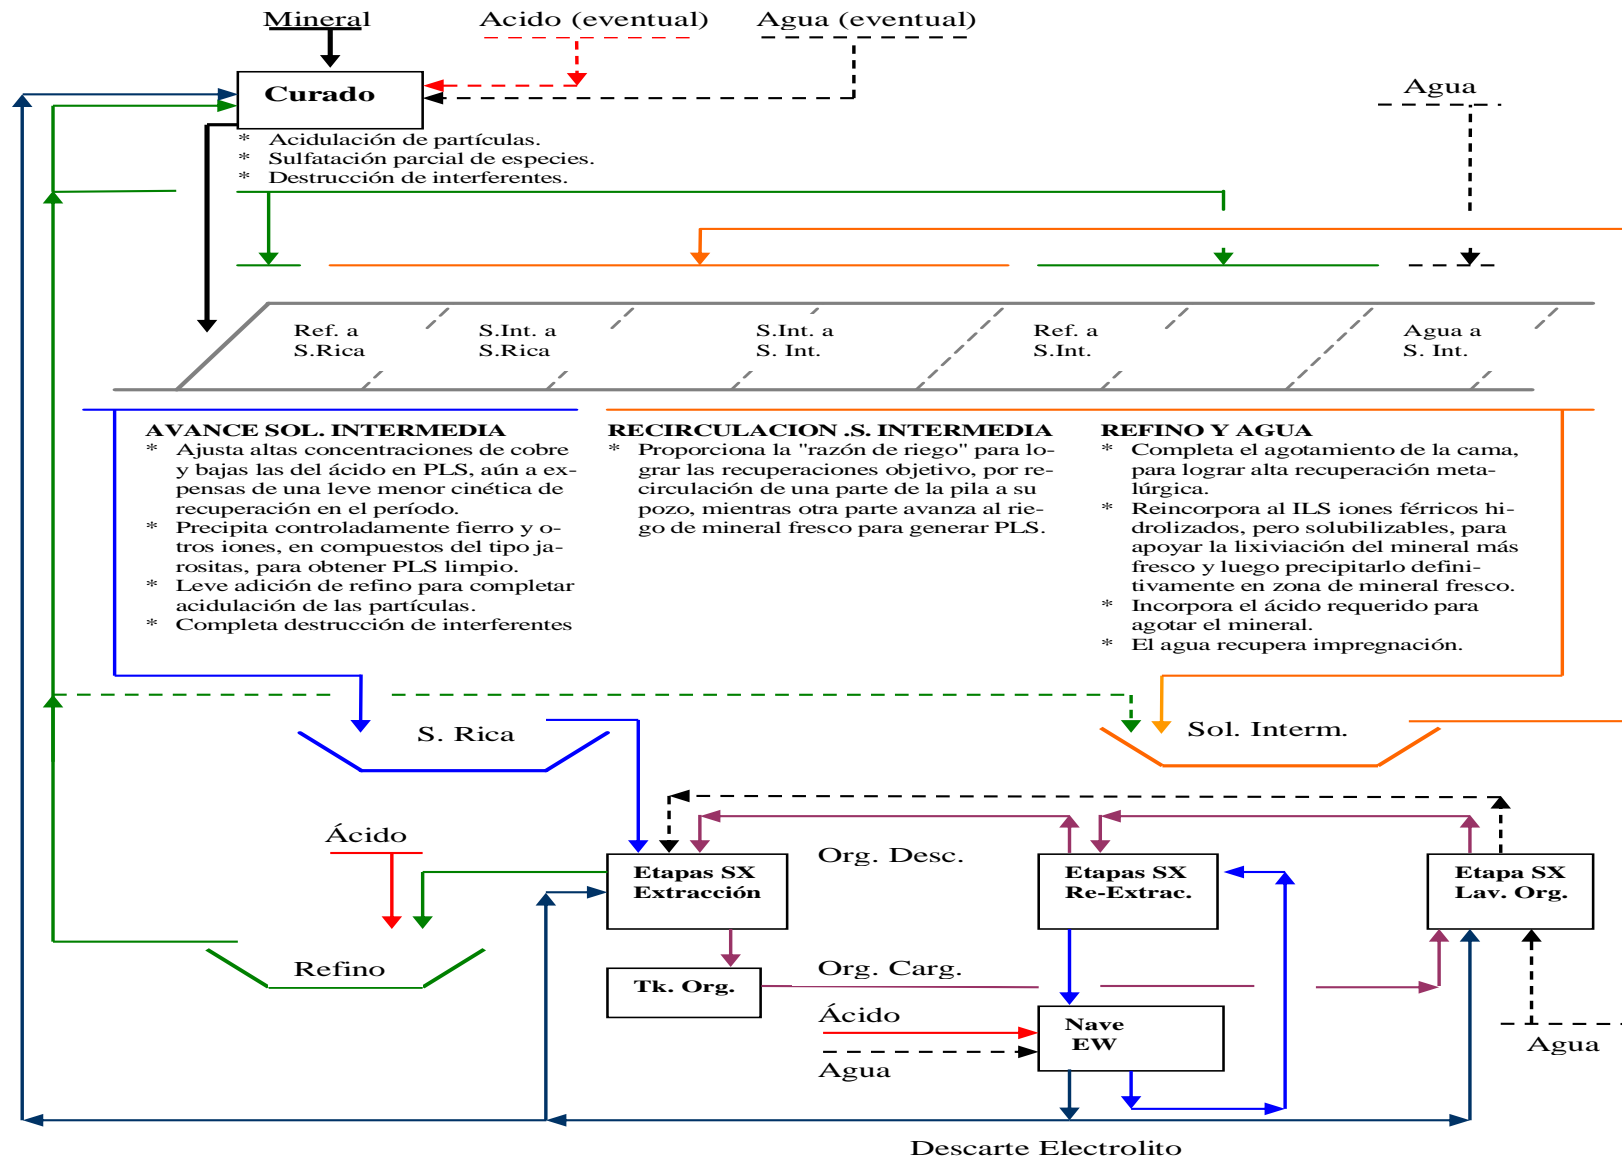 Mineral
Acido (eventual)
Agua (eventual)
Curado
Agua
* Acidulación de partículas.
* Sulfatación parcial de especies.
* Destrucción de interferentes.
Ref. a
S.Rica
S.Int. a
S.Rica
S.Int. a
S. Int.
Ref. a
S.Int.
Agua a
S. Int.
AVANCE SOL. INTERMEDIA
* Ajusta altas concentraciones de cobre
y bajas las del ácido en PLS, aún a ex-
pensas de una leve menor cinética de
recuperación en el período.
* Precipita controladamente fierro y o-
tros iones, en compuestos del tipo ja-
rositas, para obtener PLS limpio.
* Leve adición de refino para completar
acidulación de las partículas.
* Completa destrucción de interferentes
RECIRCULACION .S. INTERMEDIA
* Proporciona la "razón de riego" para lo-
grar las recuperaciones objetivo, por re-
circulación de una parte de la pila a su
pozo, mientras otra parte avanza al rie-
go de mineral fresco para generar PLS.
REFINO Y AGUA
* Completa el agotamiento de la cama,
para lograr alta recuperación meta-
lúrgica.
* Reincorpora al ILS iones férricos hi-
drolizados, pero solubilizables, para
apoyar la lixiviación del mineral más
fresco y luego precipitarlo defini-
tivamente en zona de mineral fresco.
* Incorpora el ácido requerido para
agotar el mineral.
* El agua recupera impregnación.
S. Rica
Sol. Interm.
Ácido
Etapas SX
Extracción
Org. Desc.
Etapas SX
Re-Extrac.
Etapa SX
Lav. Org.
Refino
Tk. Org.
Org. Carg.
Ácido
Agua
Nave
EW
Agua
Descarte Electrolito